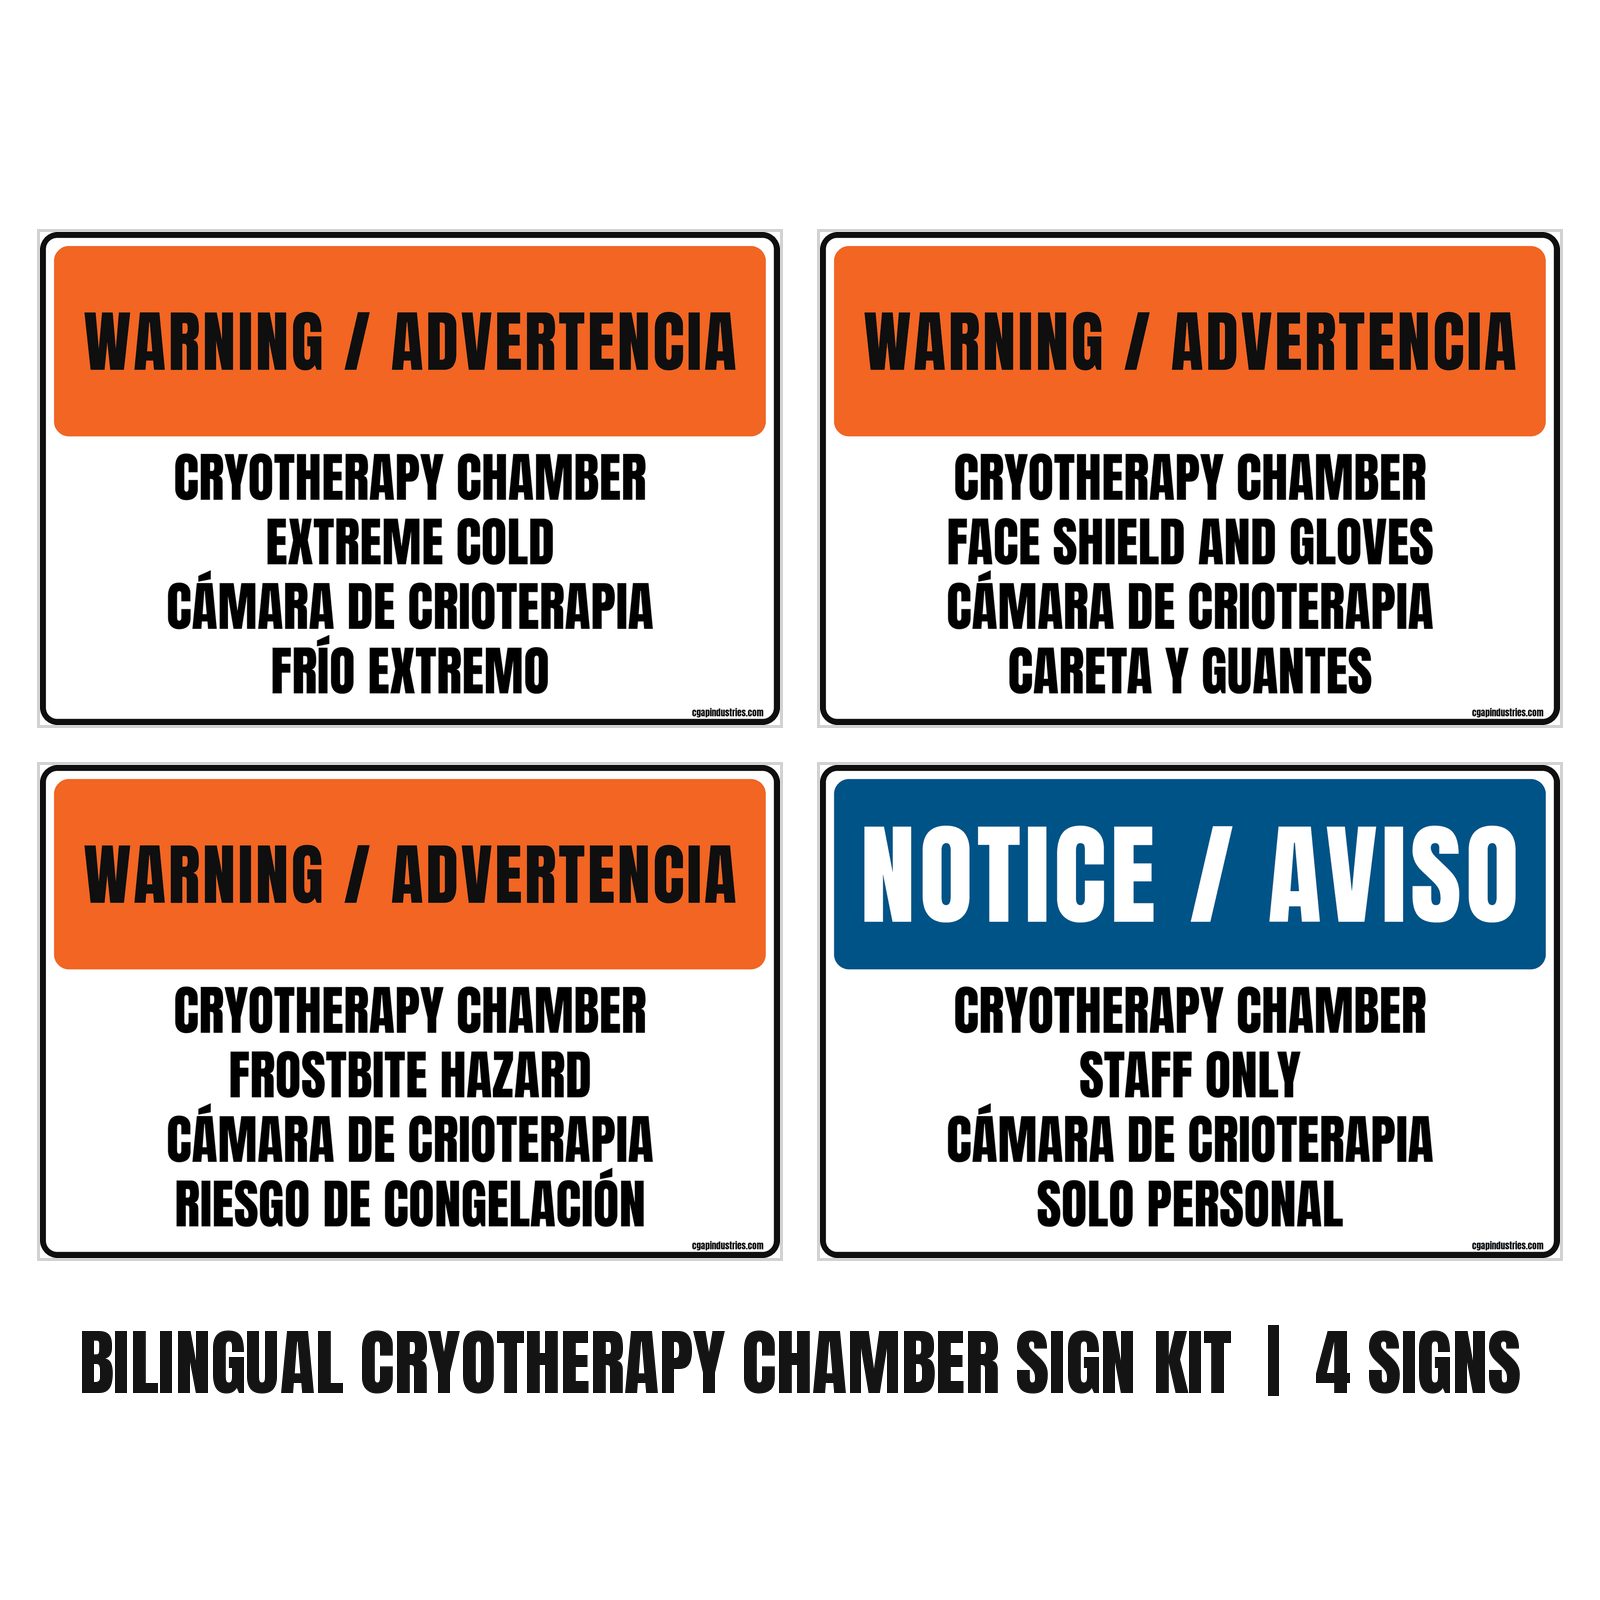 WARNING / ADVERTENCIA
CRYOTHERAPY CHAMBER
EXTREME COLD
CÁMARA DE CRIOTERAPIA
FRÍO EXTREMO
cgapindustries.com
WARNING / ADVERTENCIA
CRYOTHERAPY CHAMBER
FACE SHIELD AND GLOVES
CÁMARA DE CRIOTERAPIA
CARETA Y GUANTES
cgapindustries.com
WARNING / ADVERTENCIA
CRYOTHERAPY CHAMBER
FROSTBITE HAZARD
CÁMARA DE CRIOTERAPIA
RIESGO DE CONGELACIÓN
cgapindustries.com
NOTICE / AVISO
CRYOTHERAPY CHAMBER
STAFF ONLY
CÁMARA DE CRIOTERAPIA
SOLO PERSONAL
cgapindustries.com
BILINGUAL CRYOTHERAPY CHAMBER SIGN KIT | 4 SIGNS